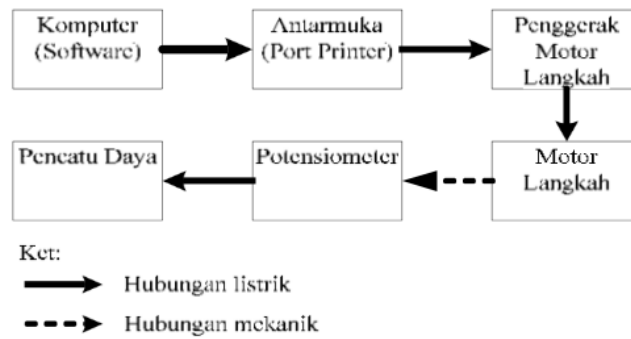 Komputer
(Software)
Antarmuka
(Port Printer)
Penggerak
Motor
Langkah
Pencatu Daya
Potensiometer
Motor
Langkah
Ket:
Hubungan listrik
Hubungan mekanik